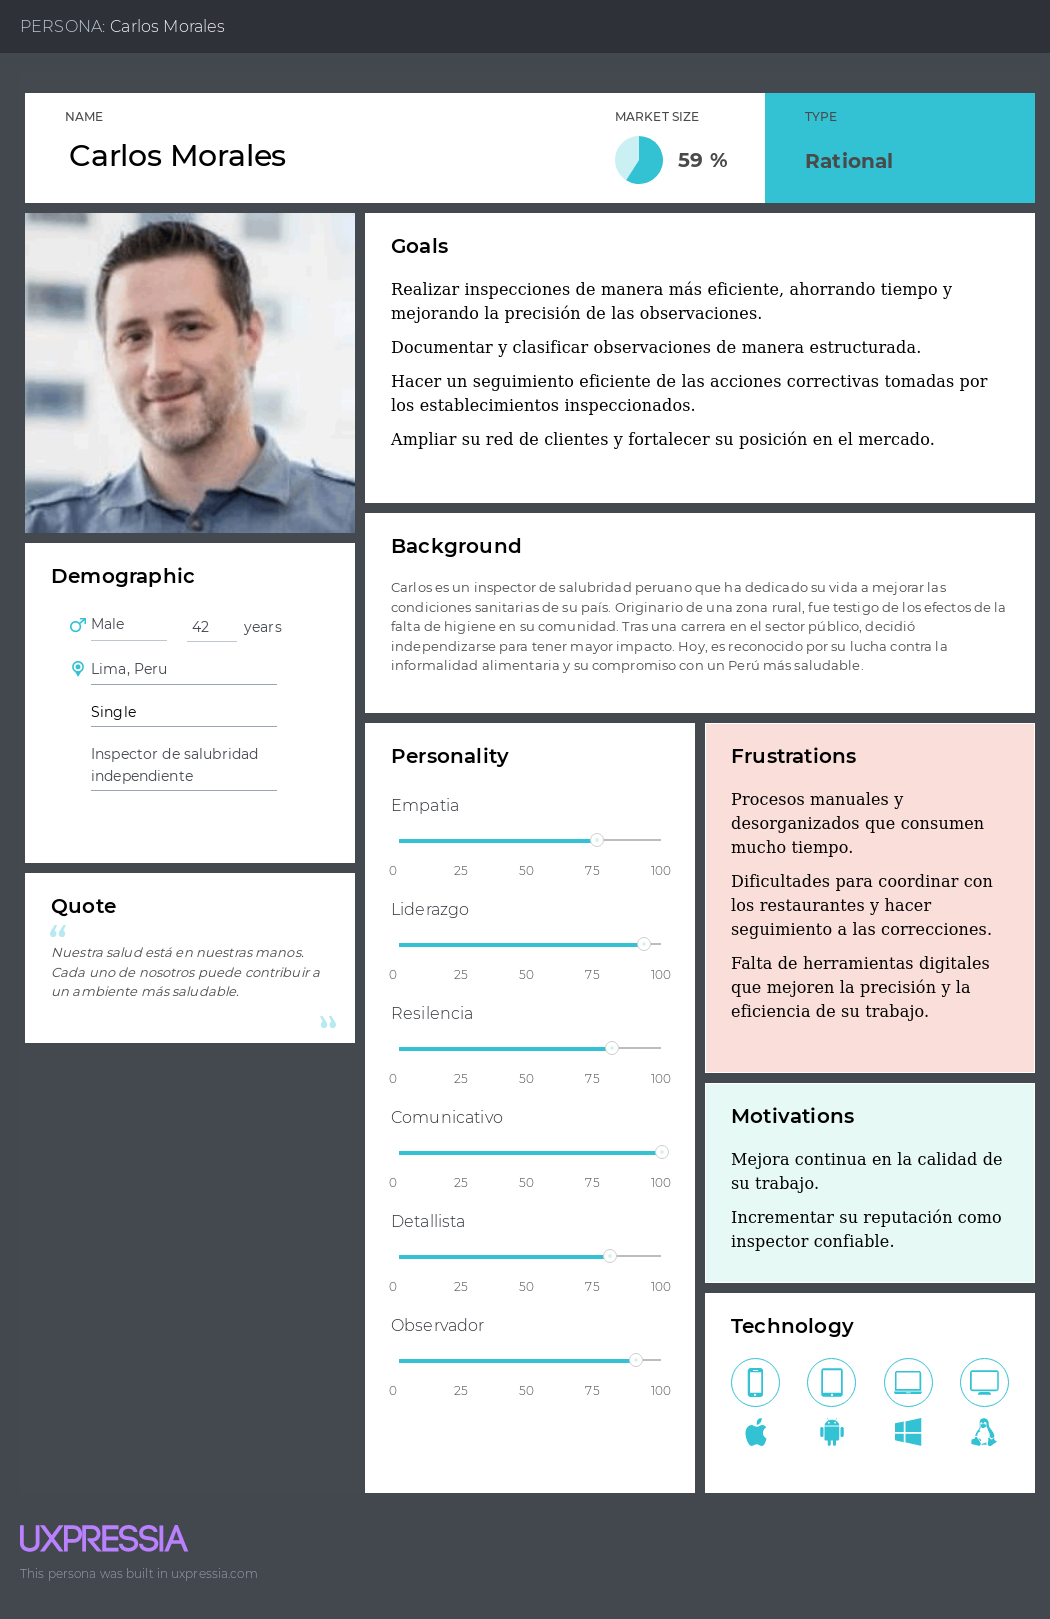 PERSONA: Carlos Morales
NAME
Carlos Morales
MARKET SIZE
59 %
TYPE
Rational
Goals
Realizar inspecciones de manera más eficiente, ahorrando tiempo y
mejorando la precisión de las observaciones.
Documentar y clasificar observaciones de manera estructurada.
Hacer un seguimiento eficiente de las acciones correctivas tomadas por
los establecimientos inspeccionados.
Ampliar su red de clientes y fortalecer su posición en el mercado.
Background
Carlos es un inspector de salubridad peruano que ha dedicado su vida a mejorar las
condiciones sanitarias de su país. Originario de una zona rural, fue testigo de los efectos de la
falta de higiene en su comunidad. Tras una carrera en el sector público, decidió
independizarse para tener mayor impacto. Hoy, es reconocido por su lucha contra la
informalidad alimentaria y su compromiso con un Perú más saludable.
Demographic
Male
42 years
Lima, Peru
Single
Inspector de salubridad
independiente
Quote
“
Nuestra salud está en nuestras manos.
Cada uno de nosotros puede contribuir a
un ambiente más saludable.
”
Personality
Empatia
0 25 50 75 100
Liderazgo
0 25 50 75 100
Resilencia
0 25 50 75 100
Comunicativo
0 25 50 75 100
Detallista
0 25 50 75 100
Observador
0 25 50 75 100
Frustrations
Procesos manuales y
desorganizados que consumen
mucho tiempo.
Dificultades para coordinar con
los restaurantes y hacer
seguimiento a las correcciones.
Falta de herramientas digitales
que mejoren la precisión y la
eficiencia de su trabajo.
Motivations
Mejora continua en la calidad de
su trabajo.
Incrementar su reputación como
inspector confiable.
Technology
UXPRESSIA
This persona was built in uxpressia.com